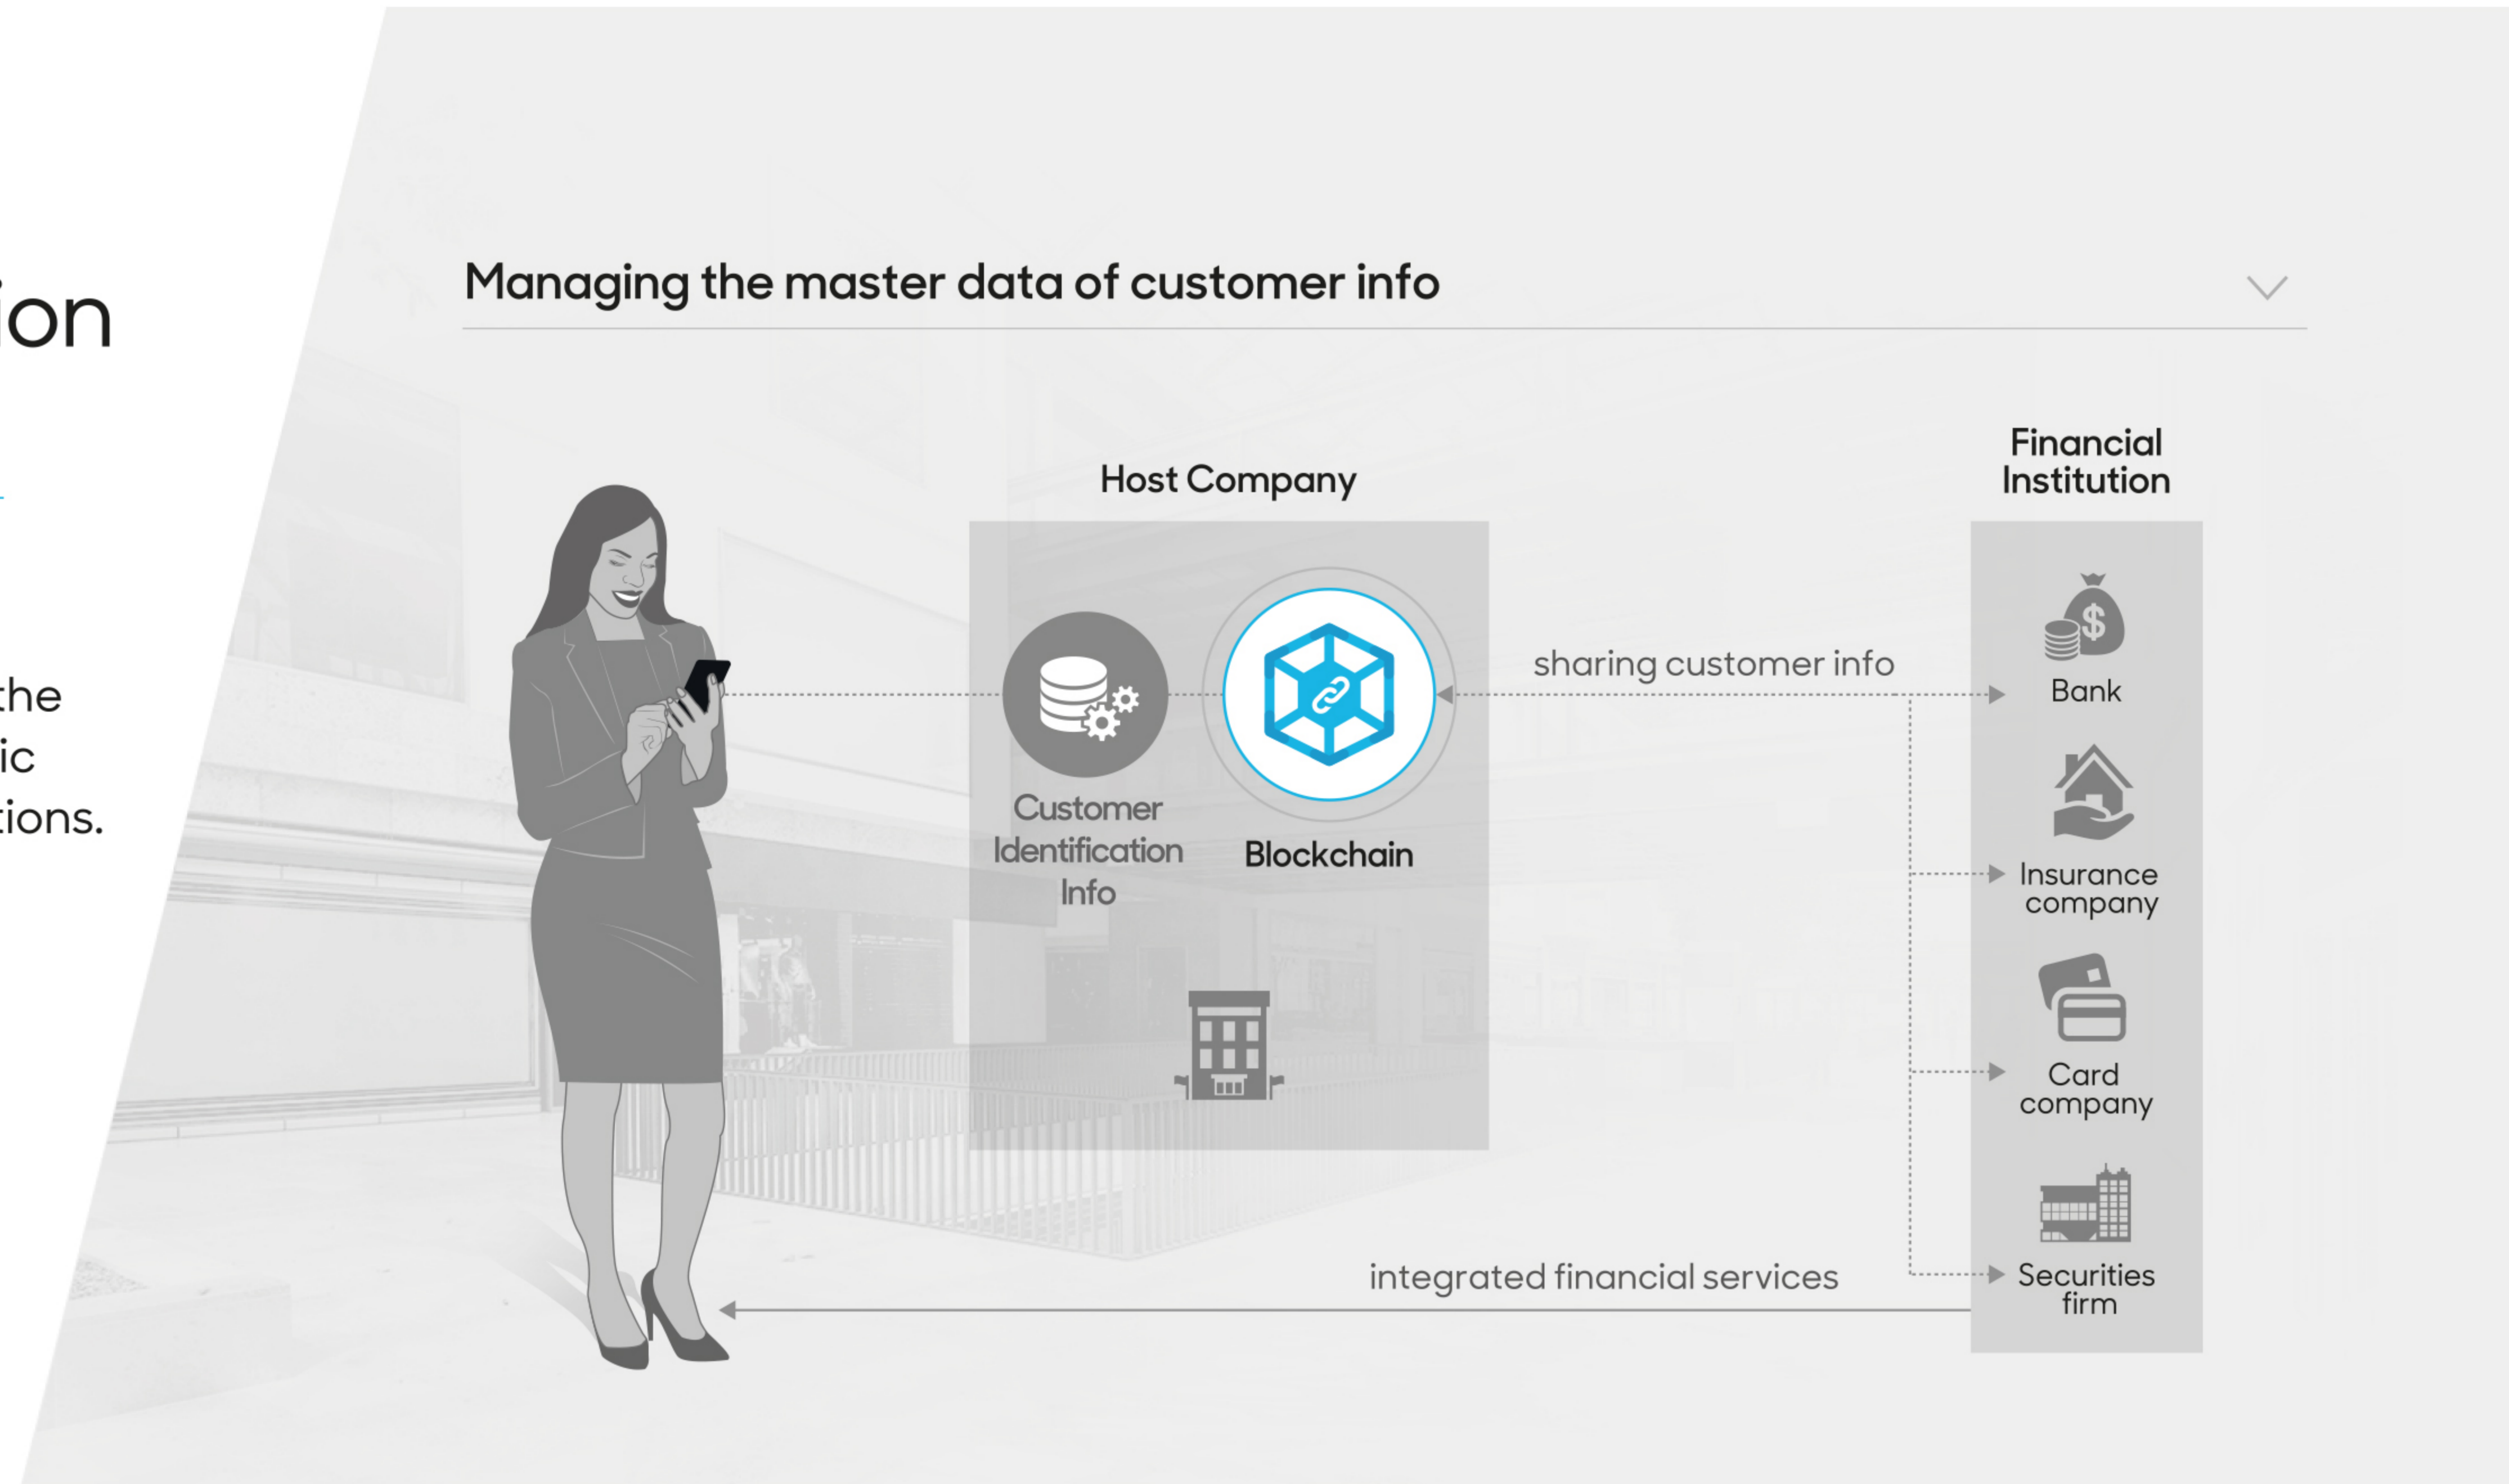 ion
the
ic
tions.
Managing the master data of customer info
Host Company
Customer
Identification
Info
Blockchain
sharing customer info
Financial
Institution
$
Bank
Insurance
company
Card
company
Securities
firm
integrated financial services